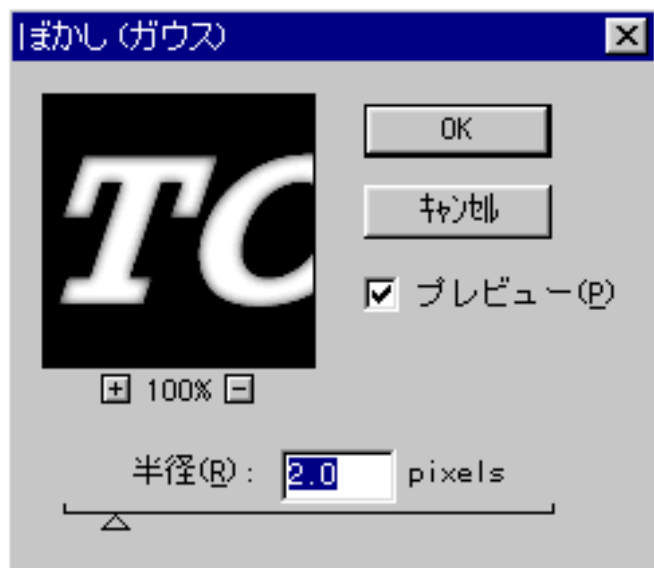 ぼかし(ガウス)
TC
OK
ｷｬﾝｾﾙ
プレビュー(P)
+ 100% -
半径(R): 2.0 pixels